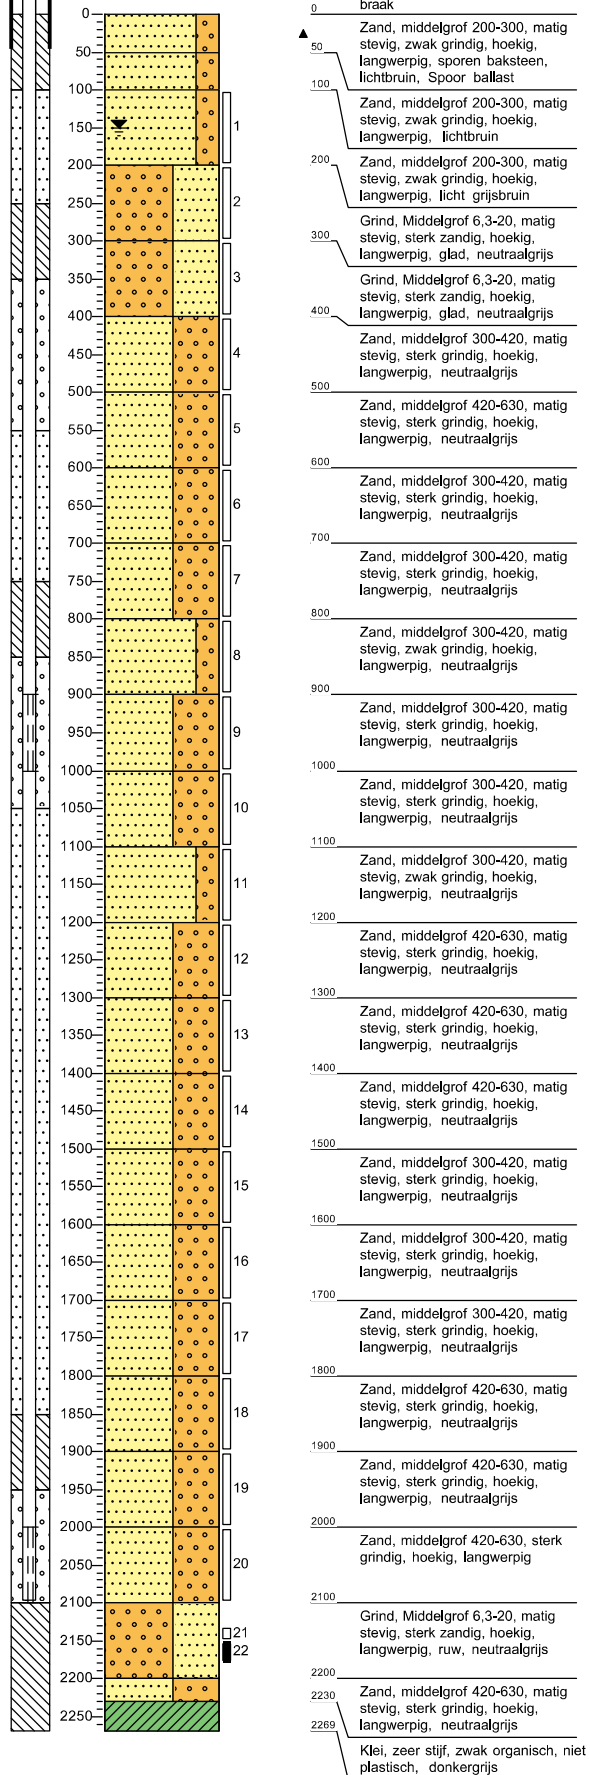 braak
0
Zand, middelgrof 200-300, matig
stevig, zwak grindig, hoekig,
langwerpig, sporen baksteen,
lichtbruin, Spoor ballast
50
Zand, middelgrof 200-300, matig
stevig, zwak grindig, hoekig,
langwerpig, lichtbruin
100
Zand, middelgrof 200-300, matig
stevig, zwak grindig, hoekig,
langwerpig, licht grijsbruin
200
Grind, Middelgrof 6,3-20, matig
stevig, sterk zandig, hoekig,
langwerpig, glad, neutraalgrijs
300
Grind, Middelgrof 6,3-20, matig
stevig, sterk zandig, hoekig,
langwerpig, glad, neutraalgrijs
400
Zand, middelgrof 300-420, matig
stevig, sterk grindig, hoekig,
langwerpig, neutraalgrijs
500
Zand, middelgrof 420-630, matig
stevig, sterk grindig, hoekig,
langwerpig, neutraalgrijs
600
Zand, middelgrof 300-420, matig
stevig, sterk grindig, hoekig,
langwerpig, neutraalgrijs
700
Zand, middelgrof 300-420, matig
stevig, sterk grindig, hoekig,
langwerpig, neutraalgrijs
800
Zand, middelgrof 300-420, matig
stevig, zwak grindig, hoekig,
langwerpig, neutraalgrijs
900
Zand, middelgrof 300-420, matig
stevig, sterk grindig, hoekig,
langwerpig, neutraalgrijs
1000
Zand, middelgrof 300-420, matig
stevig, sterk grindig, hoekig,
langwerpig, neutraalgrijs
1100
Zand, middelgrof 300-420, matig
stevig, zwak grindig, hoekig,
langwerpig, neutraalgrijs
1200
Zand, middelgrof 420-630, matig
stevig, sterk grindig, hoekig,
langwerpig, neutraalgrijs
1300
Zand, middelgrof 420-630, matig
stevig, sterk grindig, hoekig,
langwerpig, neutraalgrijs
1400
Zand, middelgrof 420-630, matig
stevig, sterk grindig, hoekig,
langwerpig, neutraalgrijs
1500
Zand, middelgrof 300-420, matig
stevig, sterk grindig, hoekig,
langwerpig, neutraalgrijs
1600
Zand, middelgrof 300-420, matig
stevig, sterk grindig, hoekig,
langwerpig, neutraalgrijs
1700
Zand, middelgrof 300-420, matig
stevig, sterk grindig, hoekig,
langwerpig, neutraalgrijs
1800
Zand, middelgrof 420-630, matig
stevig, sterk grindig, hoekig,
langwerpig, neutraalgrijs
1900
Zand, middelgrof 420-630, matig
stevig, sterk grindig, hoekig,
langwerpig, neutraalgrijs
2000
Zand, middelgrof 420-630, sterk
grindig, hoekig, langwerpig
2100
Grind, Middelgrof 6,3-20, matig
stevig, sterk zandig, hoekig,
langwerpig, ruw, neutraalgrijs
2200
Zand, middelgrof 420-630, matig
stevig, sterk grindig, hoekig,
langwerpig, neutraalgrijs
2230
2269
Klei, zeer stijf, zwak organisch, niet
plastisch, donkergrijs
0
50
100
150
200
250
300
350
400
450
500
550
600
650
700
750
800
850
900
950
1000
1050
1100
1150
1200
1250
1300
1350
1400
1450
1500
1550
1600
1650
1700
1750
1800
1850
1900
1950
2000
2050
2100
2150
2200
2250
1
2
3
4
5
6
7
8
9
10
11
12
13
14
15
16
17
18
19
20
21
22